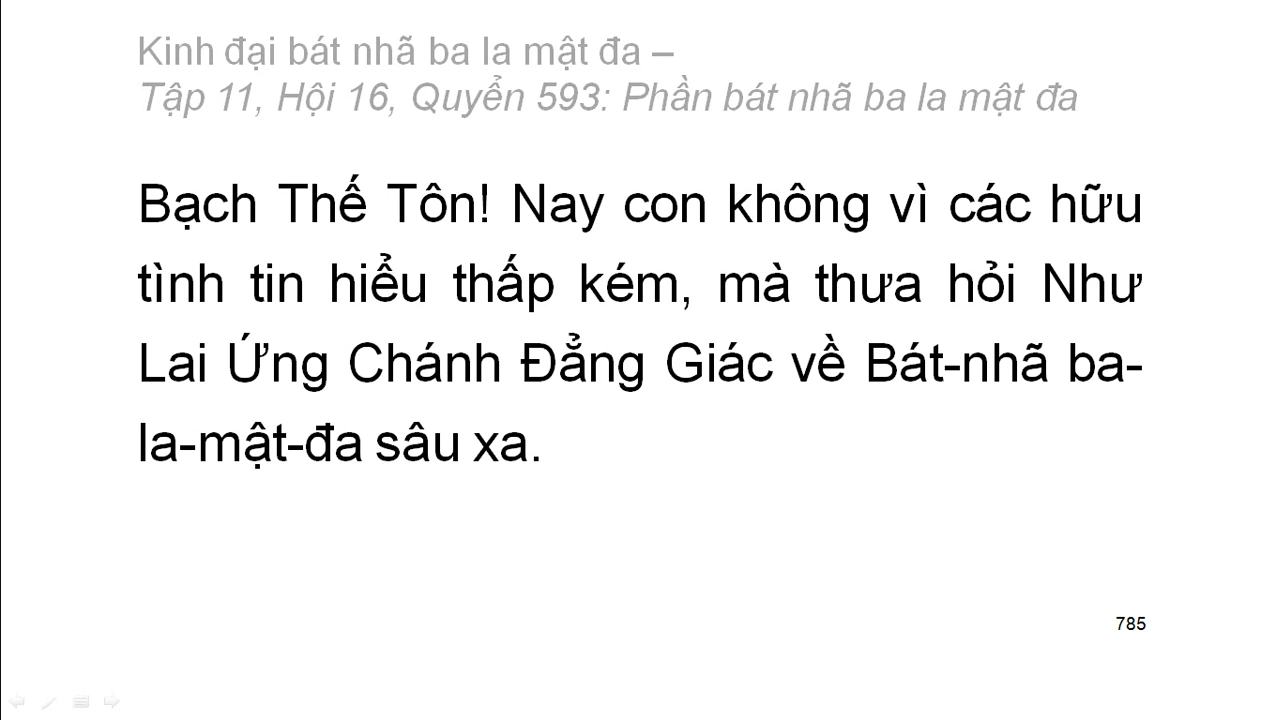 Kinh đại bát nhã ba la mật đa –
Tập 11, Hội 16, Quyển 593: Phần bát nhã ba la mật đa
Bạch Thế Tôn! Nay con không vì các hữu
tình tin hiểu thấp kém, mà thưa hỏi Như
Lai Ứng Chánh Đẳng Giác về Bát-nhã ba-
la-mật-đa sâu xa.
785